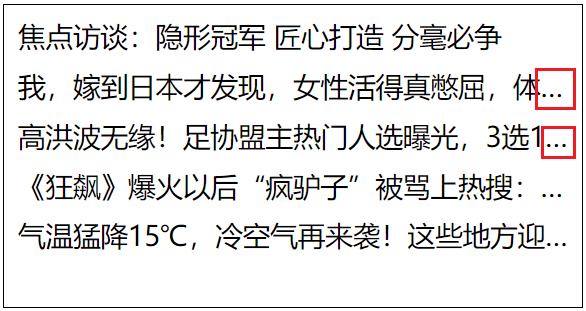 焦点访谈：隐形冠军 匠心打造 分毫必争
我，嫁到日本才发现，女性活得真憋屈，体...
高洪波无缘！足协盟主热门人选曝光，3选1...
《狂飙》爆火以后“疯驴子”被骂上热搜：...
气温猛降15℃，冷空气再来袭！这些地方迎...